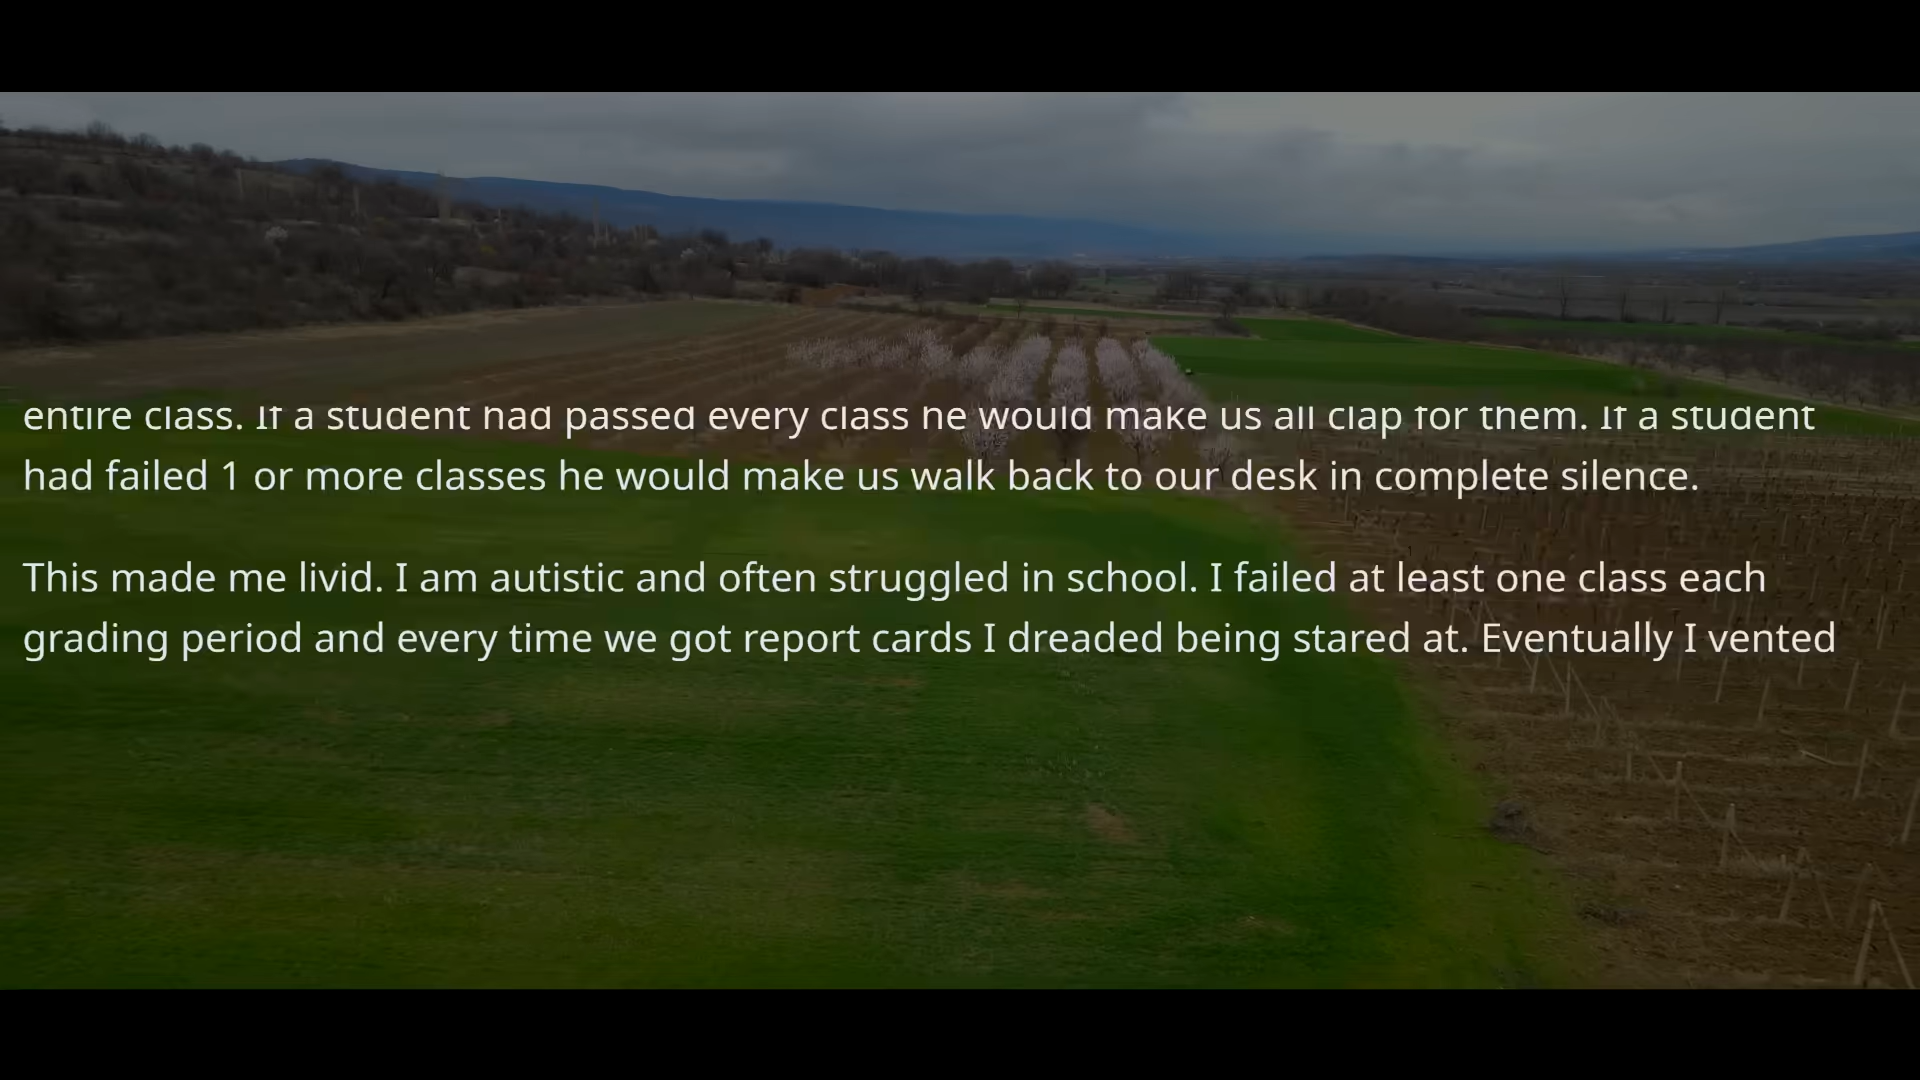 entire class. If a student had passed every class he would make us all clap for them. If a student
had failed 1 or more classes he would make us walk back to our desk in complete silence.
This made me livid. I am autistic and often struggled in school. I failed at least one class each
grading period and every time we got report cards I dreaded being stared at. Eventually I vented